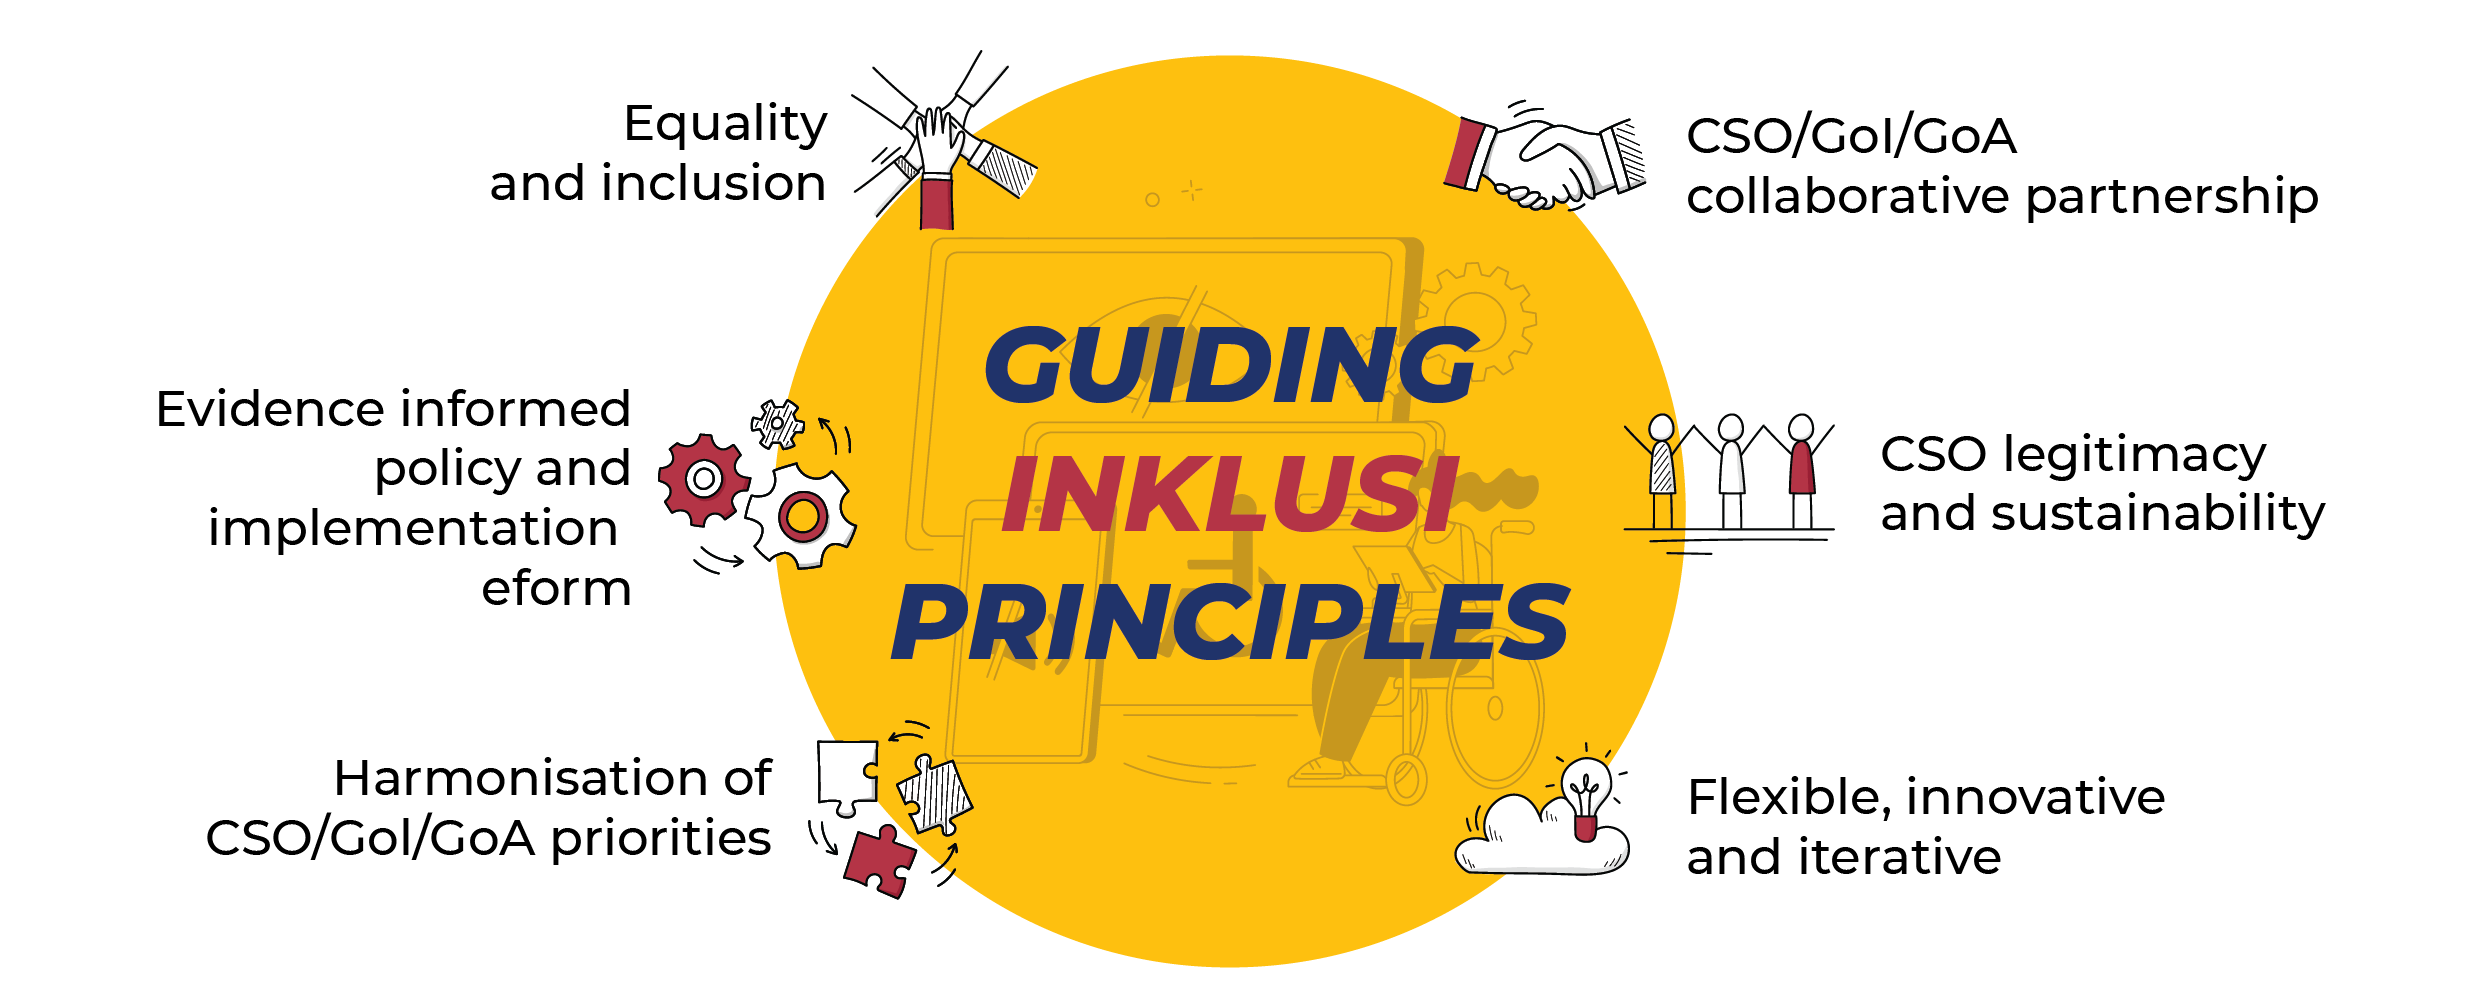 GUIDING
INKLUSI
PRINCIPLES
Equality
and inclusion
Evidence informed
policy and
implementation
eform
Harmonisation of
CSO/GoI/GoA priorities
CSO/GoI/GoA
collaborative partnership
CSO legitimacy
and sustainability
Flexible, innovative
and iterative